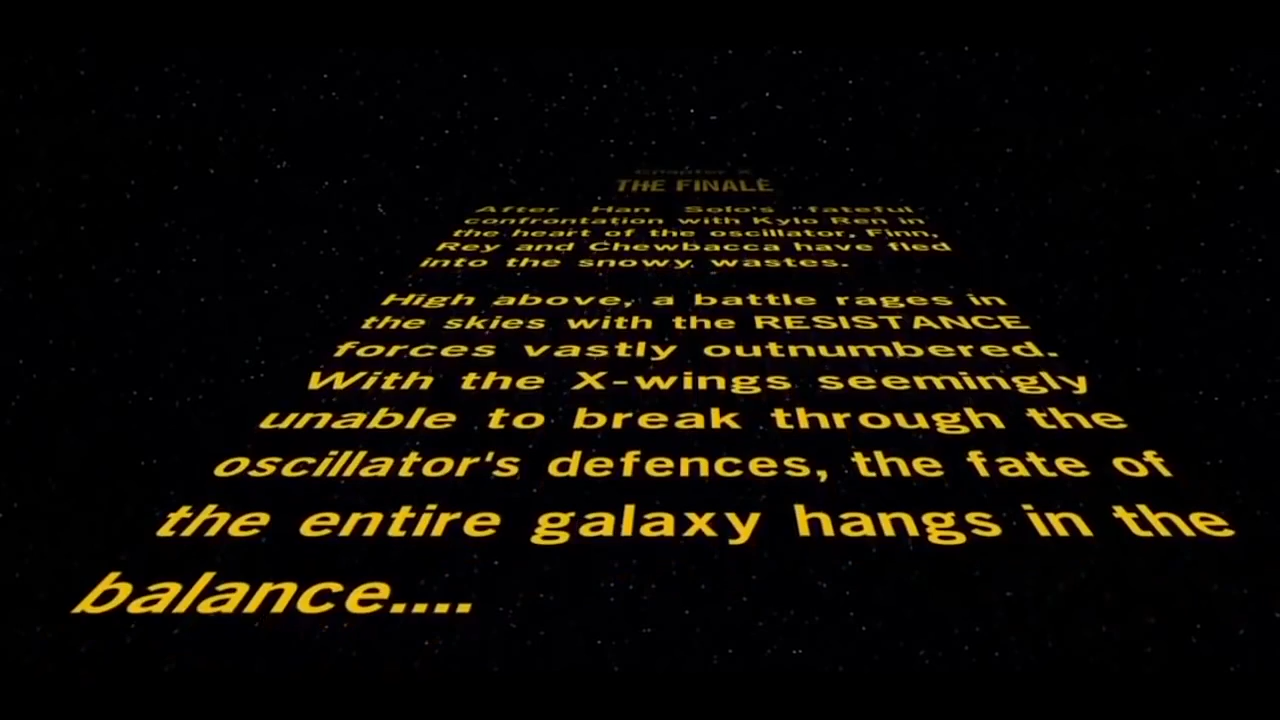 Chapter X
THE FINALE
After Han Solo's fateful
confrontation with Kylo Ren in
the heart of the oscillator, Finn,
Rey and Chewbacca have fled
into the snowy wastes.
High above, a battle rages in
the skies with the RESISTANCE
forces vastly outnumbered.
With the X-wings seemingly
unable to break through the
oscillator's defences, the fate of
the entire galaxy hangs in the
balance....